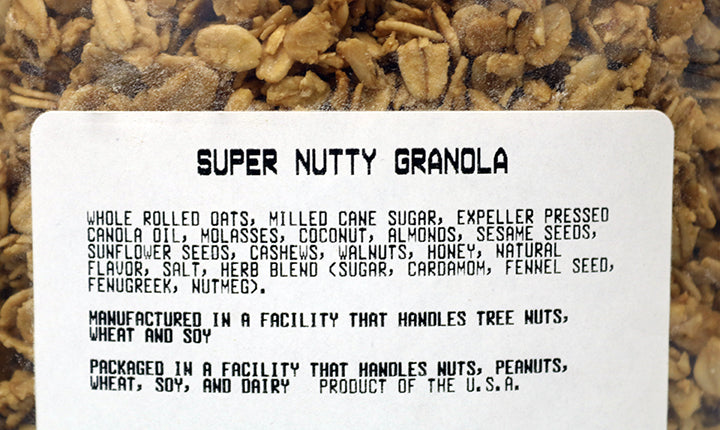 SUPER NUTTY GRANOLA
WHOLE ROLLED OATS, MILLED CANE SUGAR, EXPELLER PRESSED
CANOLA OIL, MOLASSES, COCONUT, ALMONDS, SESAME SEEDS,
SUNFLOWER SEEDS, CASHEWS, WALNUTS, HONEY, NATURAL
FLAVOR, SALT, HERB BLEND (SUGAR, CARDAMOM, FENNEL SEED,
FENUGREEK, NUTMEG).
MANUFACTURED IN A FACILITY THAT HANDLES TREE NUTS,
WHEAT AND SOY
PACKAGED IN A FACILITY THAT HANDLES NUTS, PEANUTS,
WHEAT, SOY, AND DAIRY PRODUCT OF THE U.S.A.